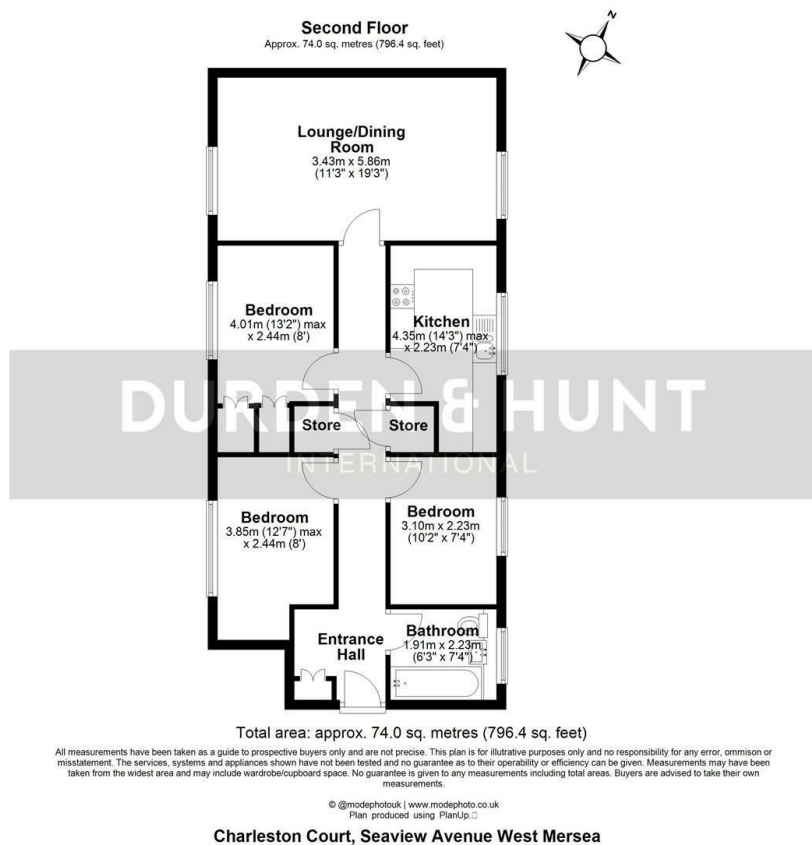 Second Floor
Approx. 74.0 sq. metres (796.4 sq. feet)
N
Lounge/Dining
Room
3.43m x 5.86m
(11'3" x 19'3")
Bedroom
4.01m (13'2") max
x 2.44m (8')
Kitchen
4.35m (14'3") max
x 2.23m (7'4")
DURDEN & HUNT
INTERNATIONAL
Store
Store
Bedroom
3.85m (12'7") max
x 2.44m (8')
Bedroom
3.10m x 2.23m
(10'2" x 7'4")
Entrance
Hall
Bathroom
1.91m x 2.23m
(6'3" x 7'4")
Total area: approx. 74.0 sq. metres (796.4 sq. feet)
All measurements have been taken as a guide to prospective buyers only and are not precise. This plan is for illutrative purposes only and no responsibility for any error, ommison or
misstatement. The services, systems and appliances shown have not been tested and no guarantee as to their operability or efficiency can be given. Measurements may have been
taken from the widest area and may include wardrobe/cupboard space. No guarantee is given to any measurements including total areas. Buyers are advised to take their own
measurements.
© @modephotouk | www.modephoto.co.uk
Plan produced using PlanUp.
Charleston Court, Seaview Avenue West Mersea